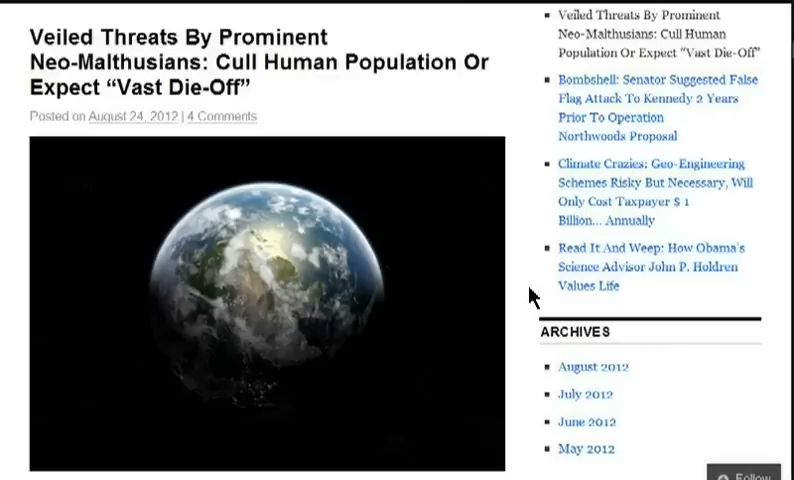 Veiled Threats By Prominent
Neo-Malthusians: Cull Human Population Or
Expect “Vast Die-Off”
Posted on August 24, 2012 | 4 Comments
Veiled Threats By Prominent
Neo-Malthusians: Cull Human
Population Or Expect “Vast Die-Off”
Bombshell: Senator Suggested False
Flag Attack To Kennedy 2 Years
Prior To Operation
Northwoods Proposal
Climate Crazies: Geo-Engineering
Schemes Risky But Necessary, Will
Only Cost Taxpayer $ 1
Billion... Annually
Read It And Weep: How Obama’s
Science Advisor John P. Holdren
Values Life
ARCHIVES
August 2012
July 2012
June 2012
May 2012
Follow